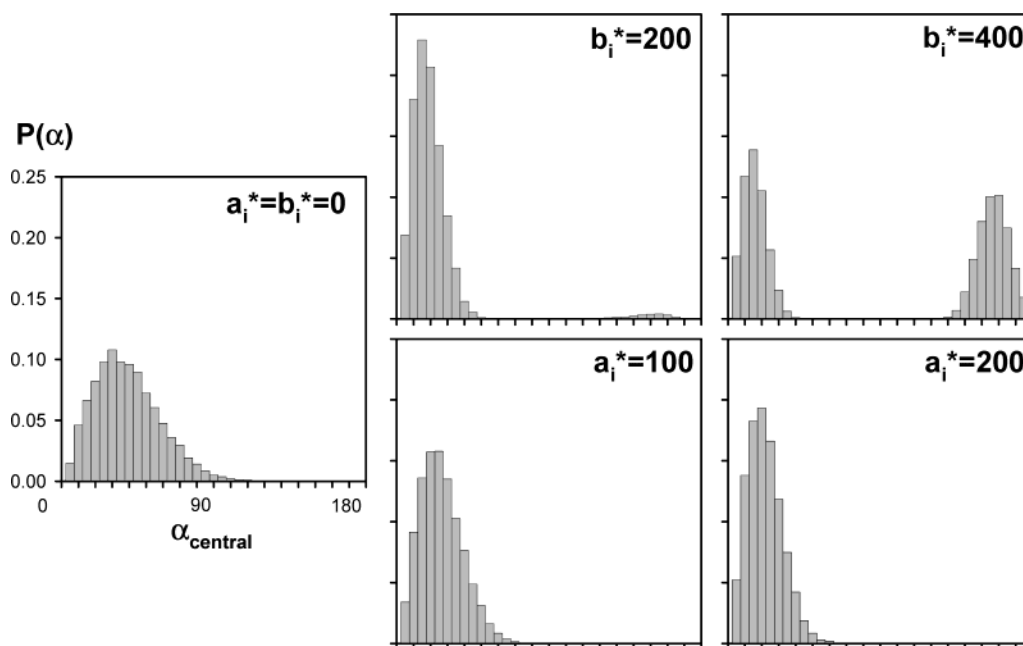 P(α)
0.25
0.20
0.15
0.10
0.05
0.00
a_i*=b_i*=0
0
90
180
α_central
b_i*=200
b_i*=400
a_i*=100
a_i*=200